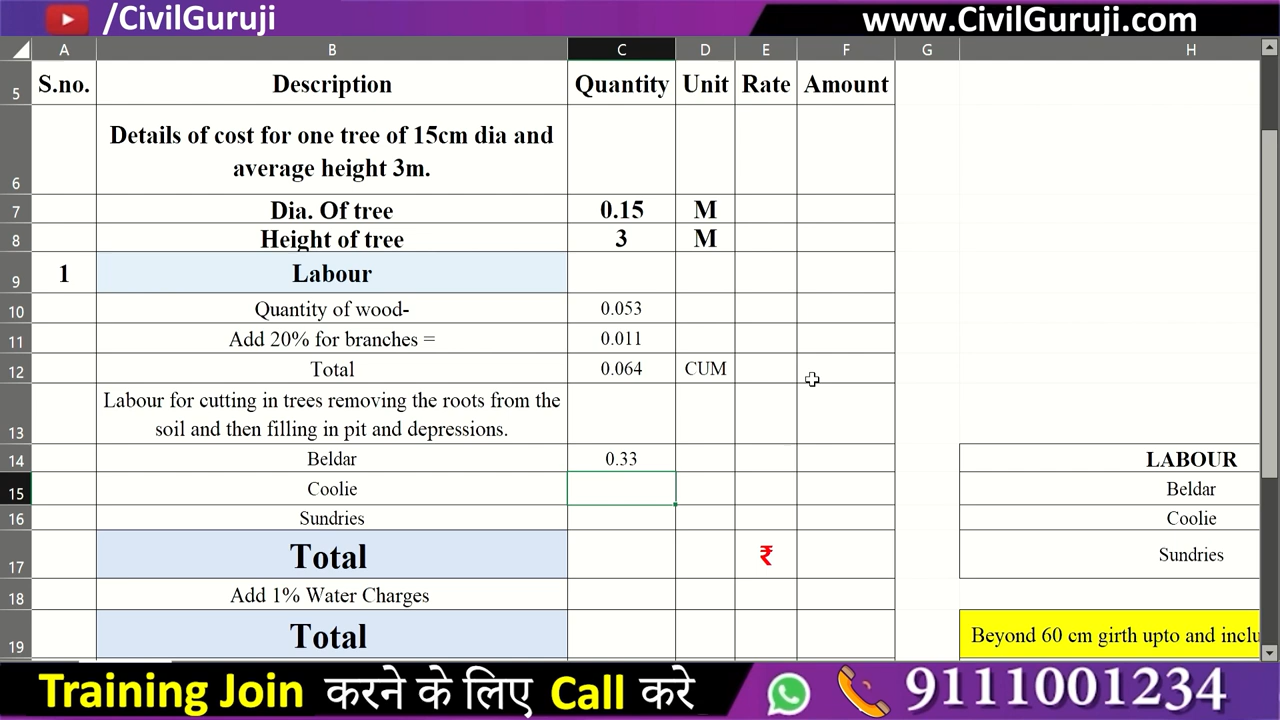 /CivilGuruji
www.CivilGuruji.com
A B C D E F G H
5 S.no. Description Quantity Unit Rate Amount
6 Details of cost for one tree of 15cm dia and
average height 3m.
7 Dia. Of tree 0.15 M
8 Height of tree 3 M
9 1 Labour
10 Quantity of wood- 0.053
11 Add 20% for branches = 0.011
12 Total 0.064 CUM
13 Labour for cutting in trees removing the roots from the
soil and then filling in pit and depressions.
14 Beldar 0.33 LABOUR
15 Coolie Beldar
16 Sundries Coolie
17 Total ₹ Sundries
18 Add 1% Water Charges
19 Total Beyond 60 cm girth upto and inclu
Training Join करने के लिए Call करे 9111001234